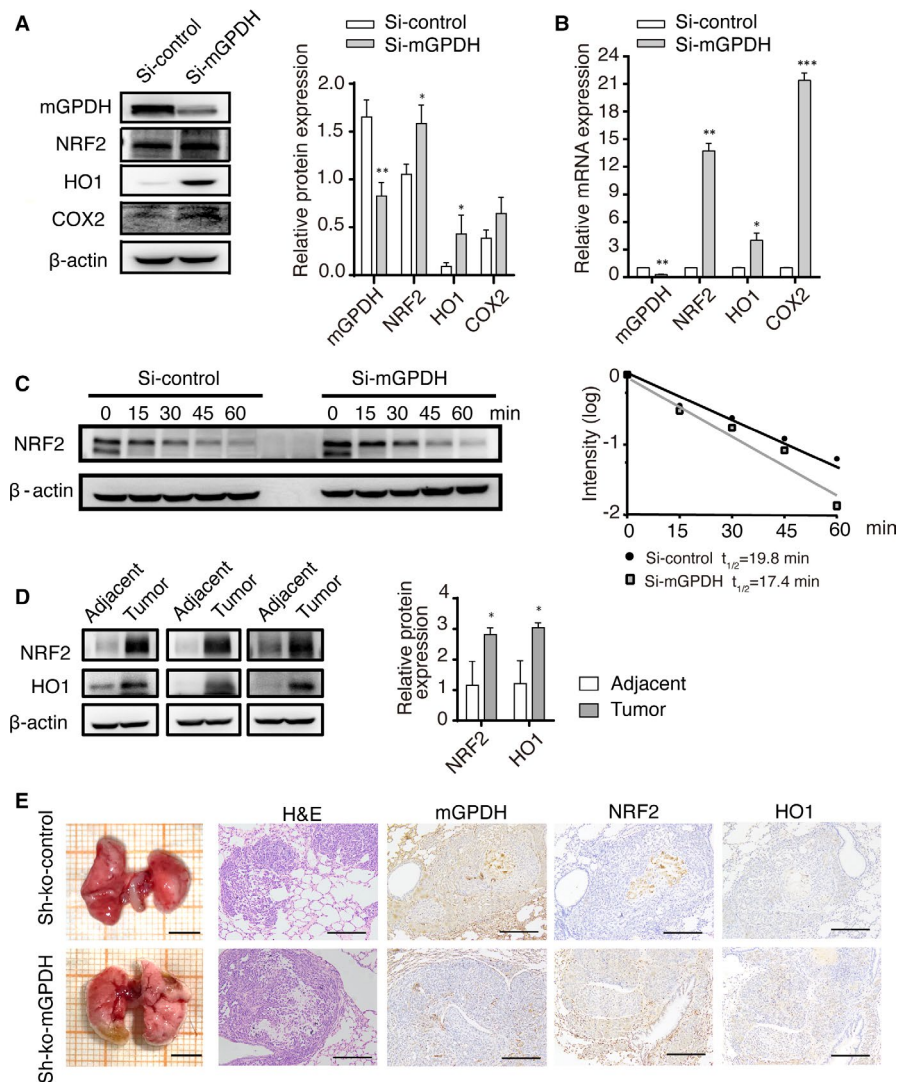 A
Si-control
Si-mGPDH
mGPDH
NRF2
HO1
COX2
β-actin
Si-control
Si-mGPDH
Relative protein expression
2.0
1.5
1.0
0.5
0.0
** * *
mGPDH NRF2 HO1 COX2
B
Si-control
Si-mGPDH
Relative mRNA expression
24
21
18
15
12
9
6
3
0
** ** * ***
mGPDH NRF2 HO1 COX2
C
Si-control Si-mGPDH
0 15 30 45 60 0 15 30 45 60 min
NRF2
β-actin
Intensity (log)
0
-1
-2
0 15 30 45 60 min
Si-control t1/2=19.8 min
Si-mGPDH t1/2=17.4 min
D
Adjacent Tumor Adjacent Tumor Adjacent Tumor
NRF2
HO1
β-actin
Relative protein
expression
4
3
2
1
0
* *
NRF2 HO1
Adjacent
Tumor
E
H&E mGPDH NRF2 HO1
Sh-ko-control
Sh-ko-mGPDH